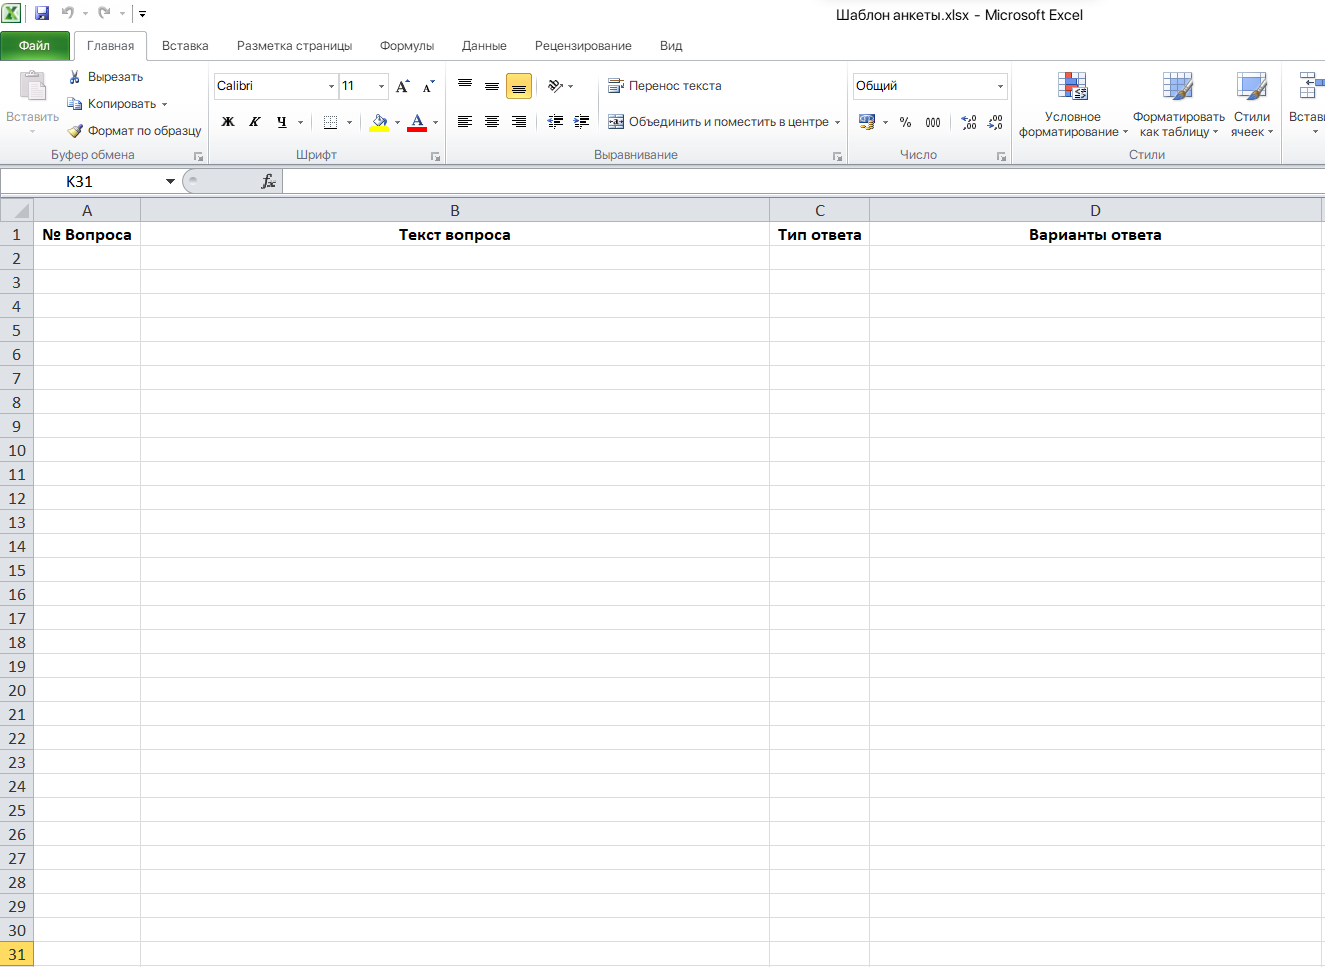 Шаблон анкеты.xlsx - Microsoft Excel
Файл Главная Вставка Разметка страницы Формулы Данные Рецензирование Вид
Вставить
Вырезать
Копировать
Формат по образцу
Буфер обмена
Calibri 11
Ж К Ч
Шрифт
Перенос текста
Объединить и поместить в центре
Выравнивание
Общий
% 000
Число
Условное форматирование
Форматировать как таблицу
Стили ячеек
Стили
Встави
K31 fx
A B C D
1 № Вопроса Текст вопроса Тип ответа Варианты ответа
2
3
4
5
6
7
8
9
10
11
12
13
14
15
16
17
18
19
20
21
22
23
24
25
26
27
28
29
30
31